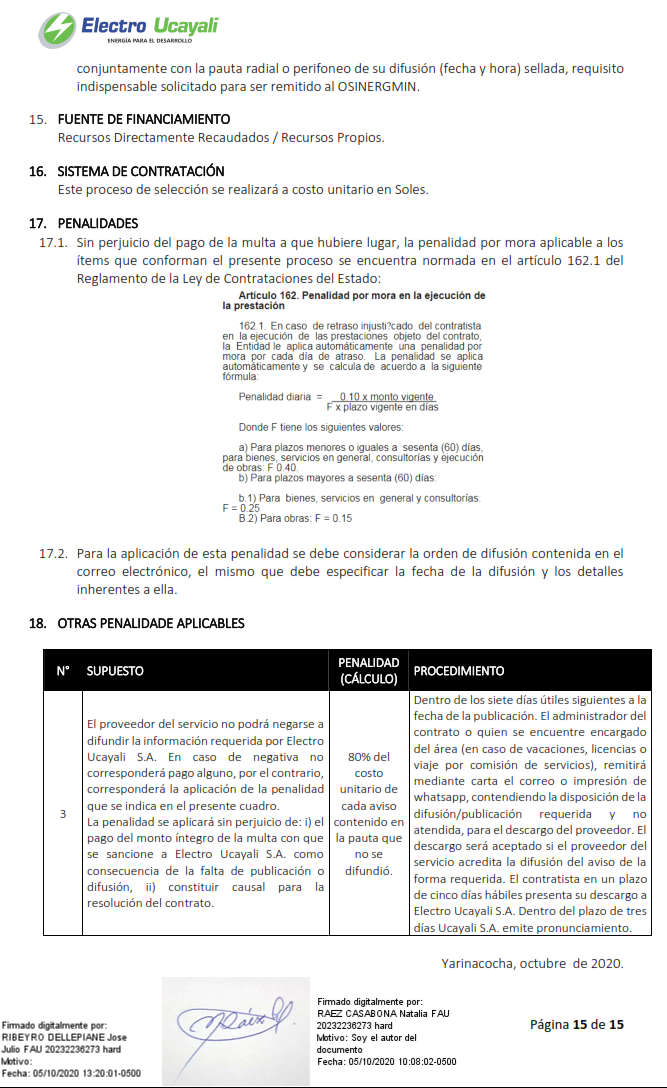 Electro Ucayali
ENERGÍA PARA EL DESARROLLO
conjuntamente con la pauta radial o perifoneo de su difusión (fecha y hora) sellada, requisito
indispensable solicitado para ser remitido al OSINERGMIN.
15. FUENTE DE FINANCIAMIENTO
Recursos Directamente Recaudados / Recursos Propios.
16. SISTEMA DE CONTRATACIÓN
Este proceso de selección se realizará a costo unitario en Soles.
17. PENALIDADES
17.1. Sin perjuicio del pago de la multa a que hubiere lugar, la penalidad por mora aplicable a los
ítems que conforman el presente proceso se encuentra normada en el artículo 162.1 del
Reglamento de la Ley de Contrataciones del Estado:
Artículo 162. Penalidad por mora en la ejecución de
la prestación
162.1. En caso de retraso injusti?cado del contratista
en la ejecución de las prestaciones objeto del contrato,
la Entidad le aplica automáticamente una penalidad por
mora por cada día de atraso. La penalidad se aplica
automáticamente y se calcula de acuerdo a la siguiente
fórmula:
Penalidad diaria = 0.10 x monto vigente
F x plazo vigente en días
Donde F tiene los siguientes valores:
a) Para plazos menores o iguales a sesenta (60) días,
para bienes, servicios en general, consultorías y ejecución
de obras: F 0.40.
b) Para plazos mayores a sesenta (60) días:
b.1) Para bienes, servicios en general y consultorías:
F = 0.25
B.2) Para obras: F = 0.15
17.2. Para la aplicación de esta penalidad se debe considerar la orden de difusión contenida en el
correo electrónico, el mismo que debe especificar la fecha de la difusión y los detalles
inherentes a ella.
18. OTRAS PENALIDADE APLICABLES
N° SUPUESTO PENALIDAD (CÁLCULO) PROCEDIMIENTO
3
El proveedor del servicio no podrá negarse a
difundir la información requerida por Electro
Ucayali S.A. En caso de negativa no
corresponderá pago alguno, por el contrario,
corresponderá la aplicación de la penalidad
que se indica en el presente cuadro.
La penalidad se aplicará sin perjuicio de: i) el
pago del monto íntegro de la multa con que
se sancione a Electro Ucayali S.A. como
consecuencia de la falta de publicación o
difusión, ii) constituir causal para la
resolución del contrato.
80% del
costo
unitario de
cada aviso
contenido en
la pauta que
no se
difundió.
Dentro de los siete días útiles siguientes a la
fecha de la publicación. El administrador del
contrato o quien se encuentre encargado
del área (en caso de vacaciones, licencias o
viaje por comisión de servicios), remitirá
mediante carta el correo o impresión de
whatsapp, contendiendo la disposición de la
difusión/publicación requerida y no
atendida, para el descargo del proveedor. El
descargo será aceptado si el proveedor del
servicio acredita la difusión del aviso de la
forma requerida. El contratista en un plazo
de cinco días hábiles presenta su descargo a
Electro Ucayali S.A. Dentro del plazo de tres
días Ucayali S.A. emite pronunciamiento.
Yarinacocha, octubre de 2020.
Firmado digitalmente por:
RIBEYRO DELLEPIANE Jose
Julio FAU 20232236273 hard
Motivo:
Fecha: 05/10/2020 13:20:01-0500
Firmado digitalmente por:
RAEZ CASABONA Natalia FAU
20232236273 hard
Motivo: Soy el autor del
documento
Fecha: 05/10/2020 10:08:02-0500
Página 15 de 15